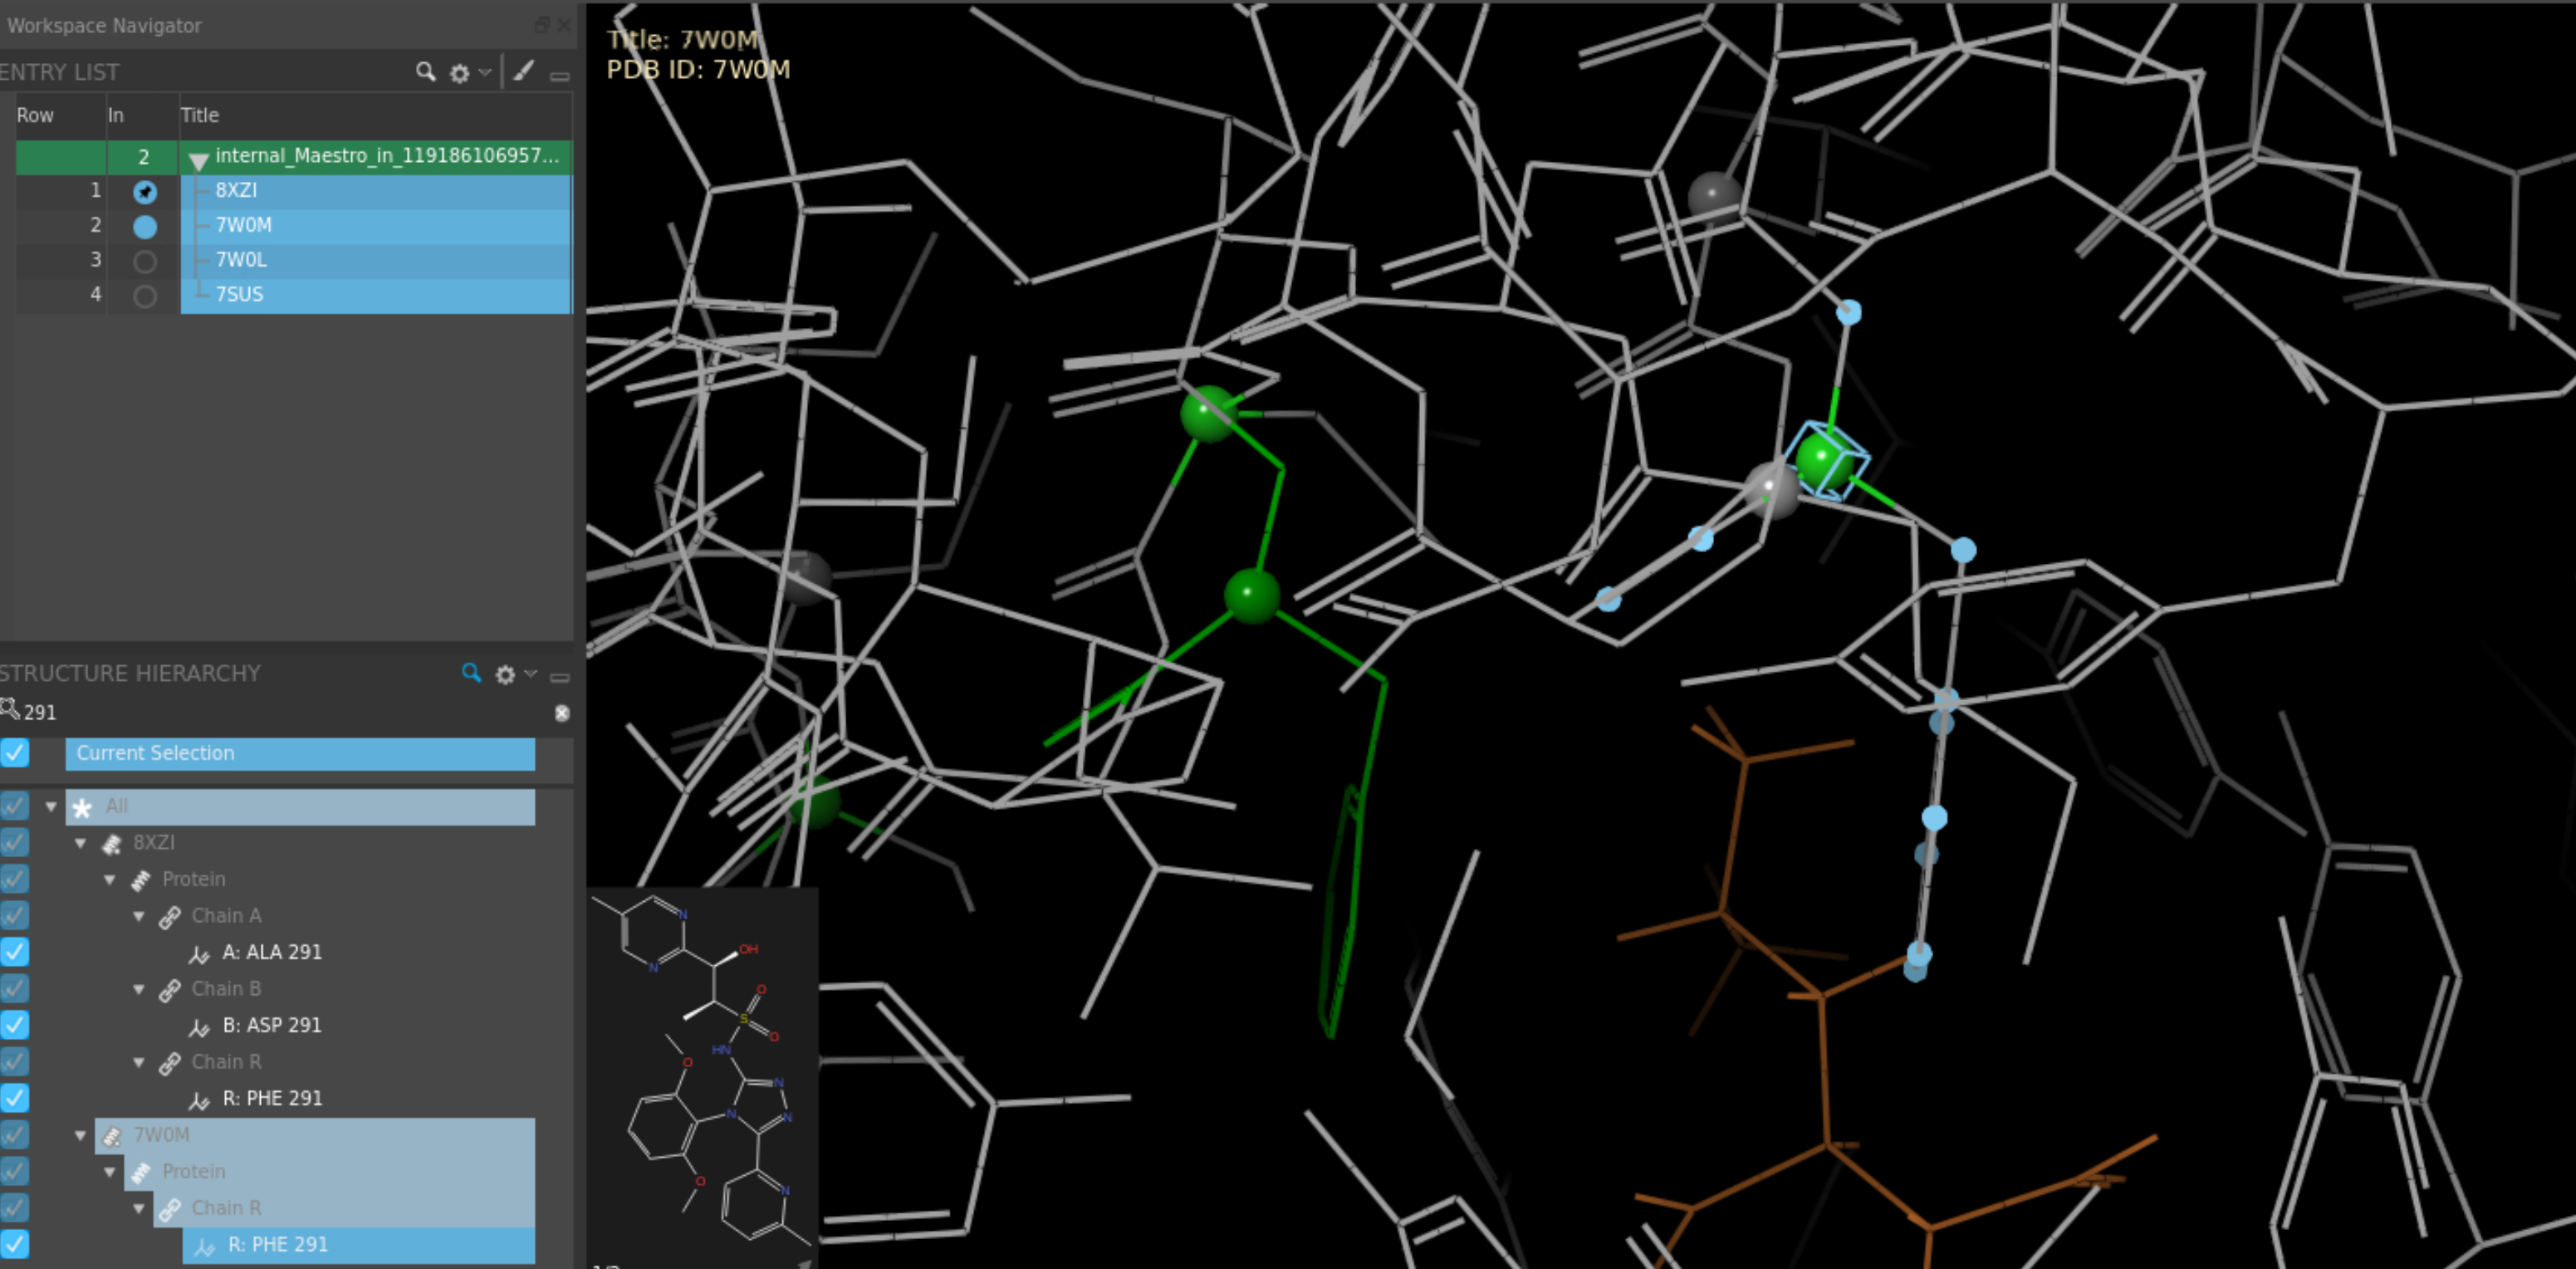 Workspace Navigator
ENTRY LIST
Row In Title
2 internal_Maestro_in_119186106957...
1 8XZI
2 7W0M
3 7W0L
4 7SUS
STRUCTURE HIERARCHY
291
Current Selection
All
8XZI
Protein
Chain A
A: ALA 291
Chain B
B: ASP 291
Chain R
R: PHE 291
7W0M
Protein
Chain R
R: PHE 291
Title: 7W0M
PDB ID: 7W0M
N
OH
N
O
S
O
HN
O
N
N
N
O
N